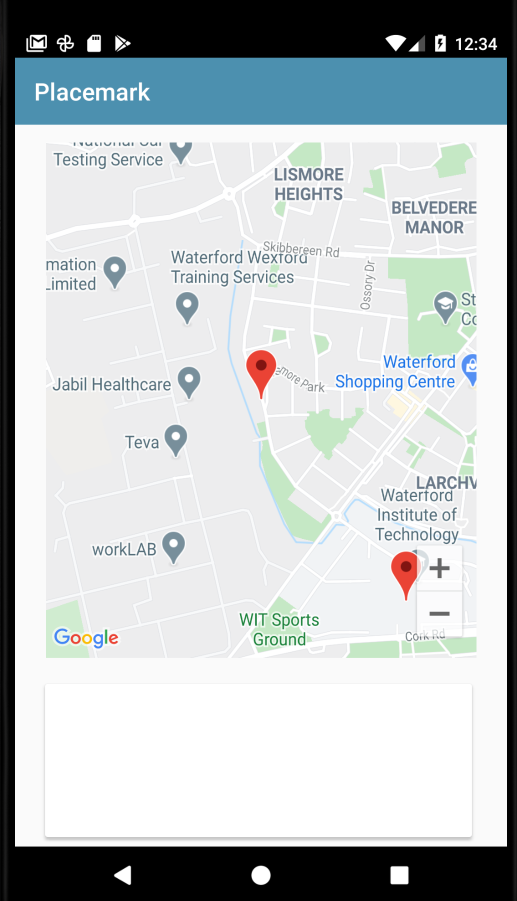 12:34
Placemark
National Car
Testing Service
LISMORE
HEIGHTS
BELVEDERE
MANOR
Skibbereen Rd
Waterford Wexford
Training Services
mation
Limited
Ossory Dr
St
Co
Waterford
Shopping Centre
emore Park
Jabil Healthcare
Teva
LARCHV
Waterford
Institute of
Technology
workLAB
+
−
WIT Sports
Ground
Cork Rd
Google